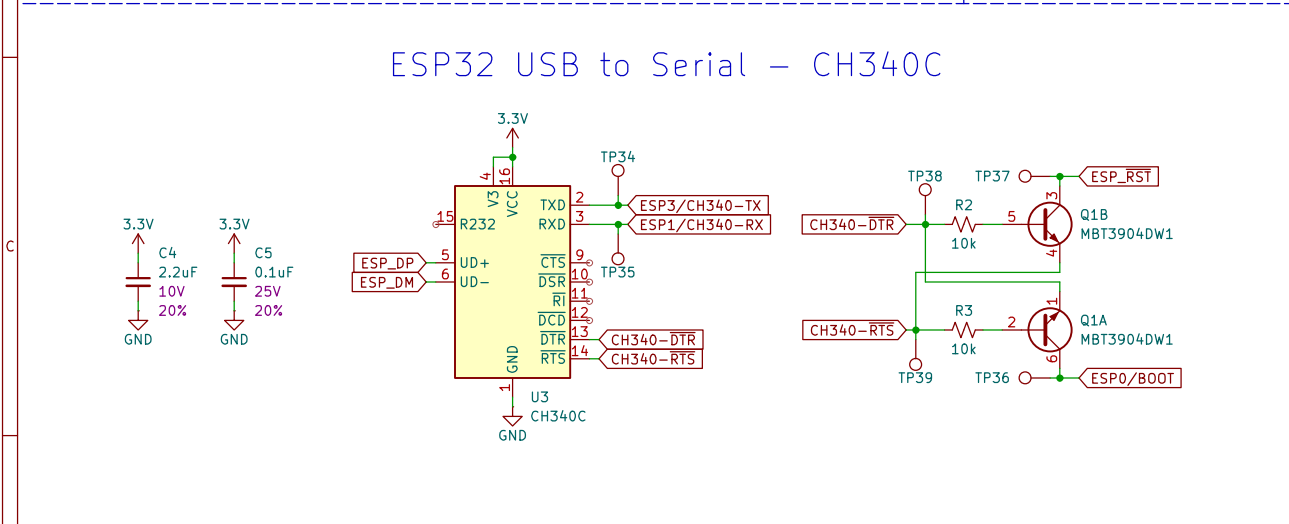 ESP32 USB to Serial – CH340C
C
3.3V
C4
2.2uF
10V
20%
GND
3.3V
C5
0.1uF
25V
20%
GND
3.3V
4
16
V3
VCC
15
R232
5
UD+
ESP_DP
6
UD-
ESP_DM
TXD
2
ESP3/CH340-TX
TP34
RXD
3
ESP1/CH340-RX
TP35
CTS
9
DSR
10
RI
11
DCD
12
DTR
13
CH340-DTR
RTS
14
CH340-RTS
GND
1
GND
U3
CH340C
TP38
CH340-DTR
R2
10k
TP37
ESP_RST
3
5
4
Q1B
MBT3904DW1
CH340-RTS
TP39
R3
10k
1
2
6
Q1A
MBT3904DW1
TP36
ESP0/BOOT